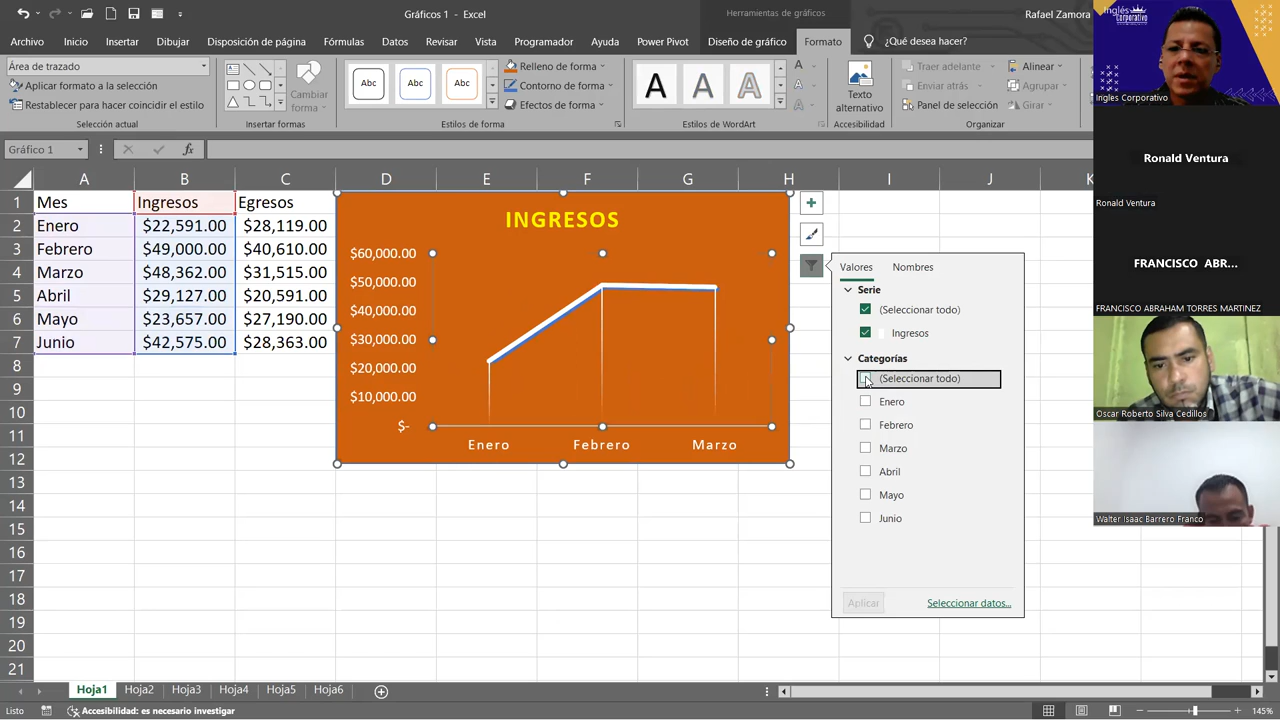 Gráficos 1 - Excel
Herramientas de gráficos
Rafael Zamora
Archivo Inicio Insertar Dibujar Disposición de página Fórmulas Datos Revisar Vista Programador Ayuda Power Pivot Diseño de gráfico Formato ¿Qué desea hacer?
Área de trazado
Aplicar formato a la selección
Restablecer para hacer coincidir el estilo
Selección actual
Cambiar forma
Insertar formas
Abc Abc Abc
Relleno de forma
Contorno de forma
Efectos de forma
Estilos de forma
A A A
Estilos de WordArt
Texto alternativo
Accesibilidad
Traer adelante
Enviar atrás
Panel de selección
Alinear
Agrupar
Girar
Organizar
Gráfico 1
fx
A B C D E F G H I J K
1 Mes Ingresos Egresos
2 Enero $22,591.00 $28,119.00
3 Febrero $49,000.00 $40,610.00
4 Marzo $48,362.00 $31,515.00
5 Abril $29,127.00 $20,591.00
6 Mayo $23,657.00 $27,190.00
7 Junio $42,575.00 $28,363.00
8
9
10
11
12
13
14
15
16
17
18
19
20
21
INGRESOS
$60,000.00
$50,000.00
$40,000.00
$30,000.00
$20,000.00
$10,000.00
$-
Enero Febrero Marzo
Valores Nombres
Serie
(Seleccionar todo)
Ingresos
Categorías
(Seleccionar todo)
Enero
Febrero
Marzo
Abril
Mayo
Junio
Aplicar Seleccionar datos...
Hoja1 Hoja2 Hoja3 Hoja4 Hoja5 Hoja6
Listo Accesibilidad: es necesario investigar
145%
Inglés
Corporativo
Ingles Corporativo
Ronald Ventura
Ronald Ventura
FRANCISCO ABR...
FRANCISCO ABRAHAM TORRES MARTINEZ
Oscar Roberto Silva Cedillos
Walter Isaac Barrero Franco